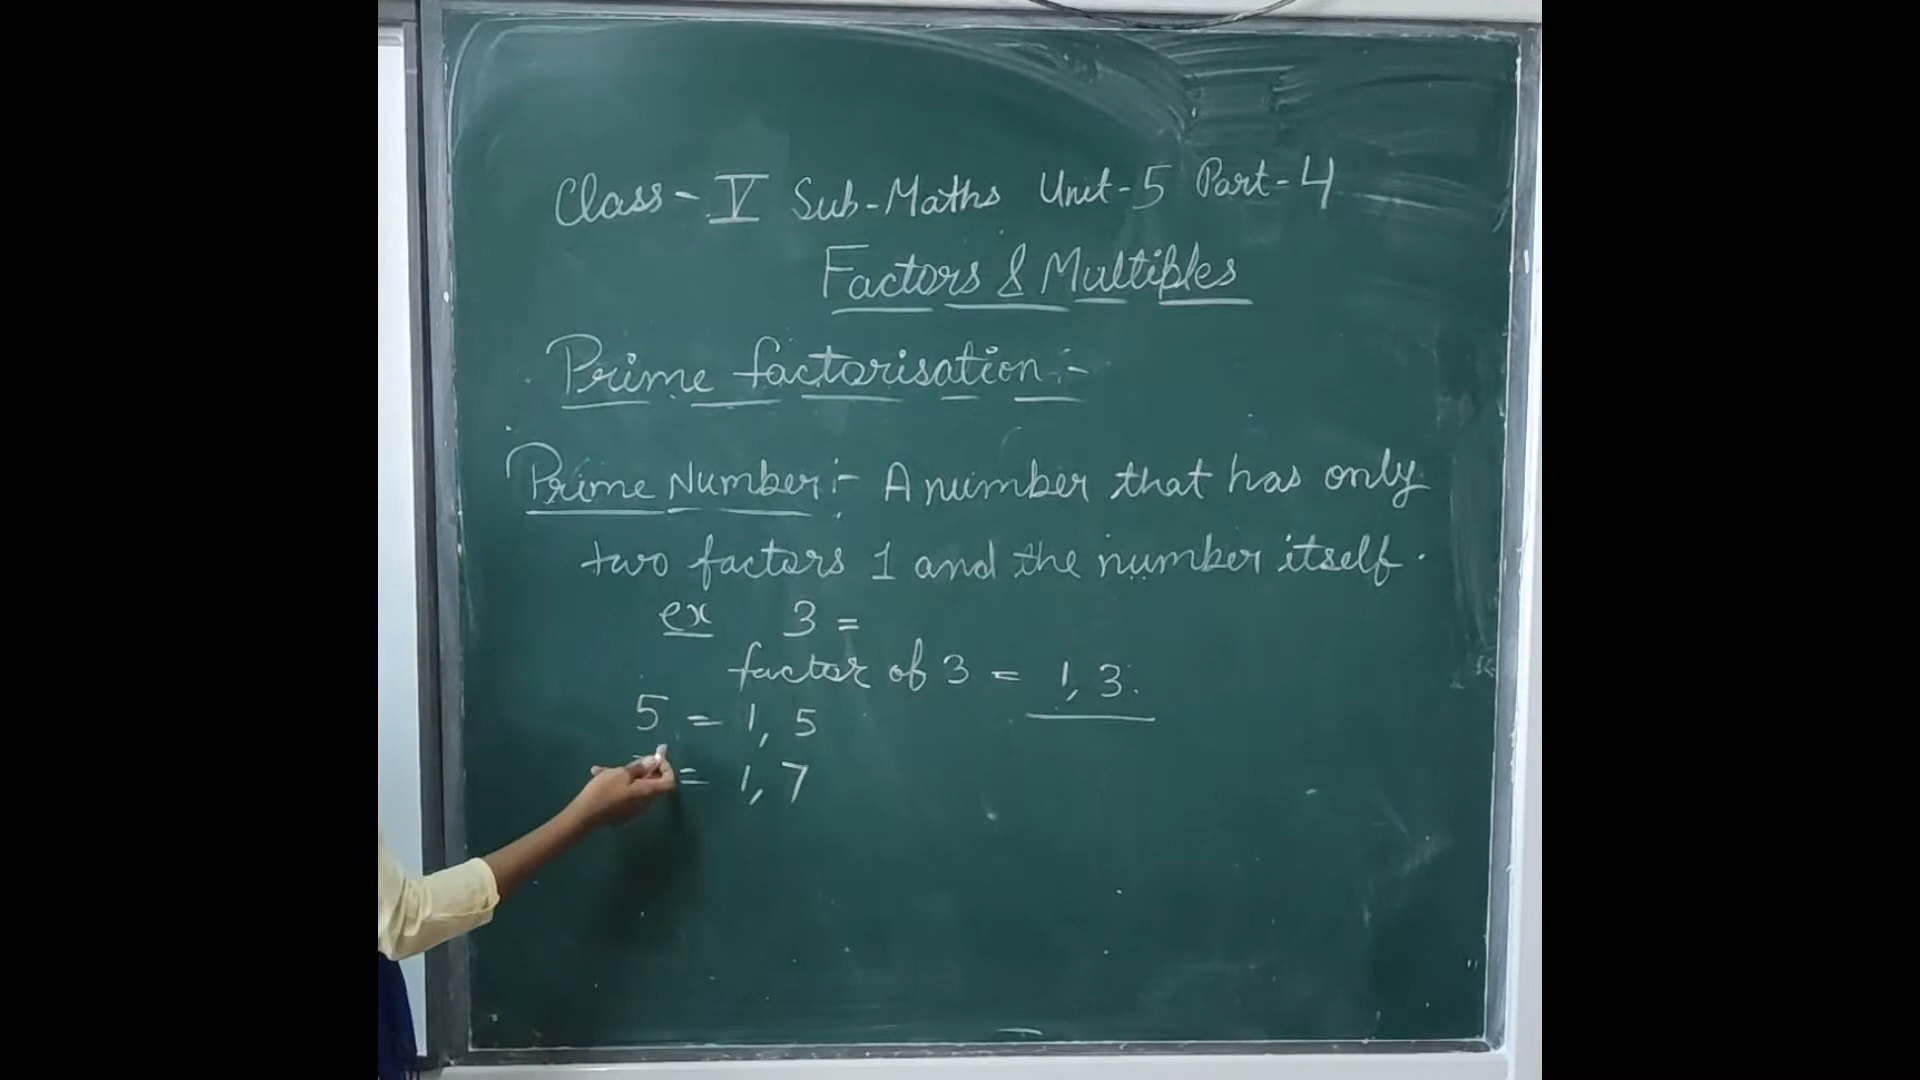 Class - V Sub-Maths Unit-5 Part-4
Factors & Multiples
Prime factorisation :-
Prime Number :- A number that has only
two factors 1 and the number itself.
ex 3 =
factor of 3 = 1, 3.
5 = 1, 5
= 1, 7